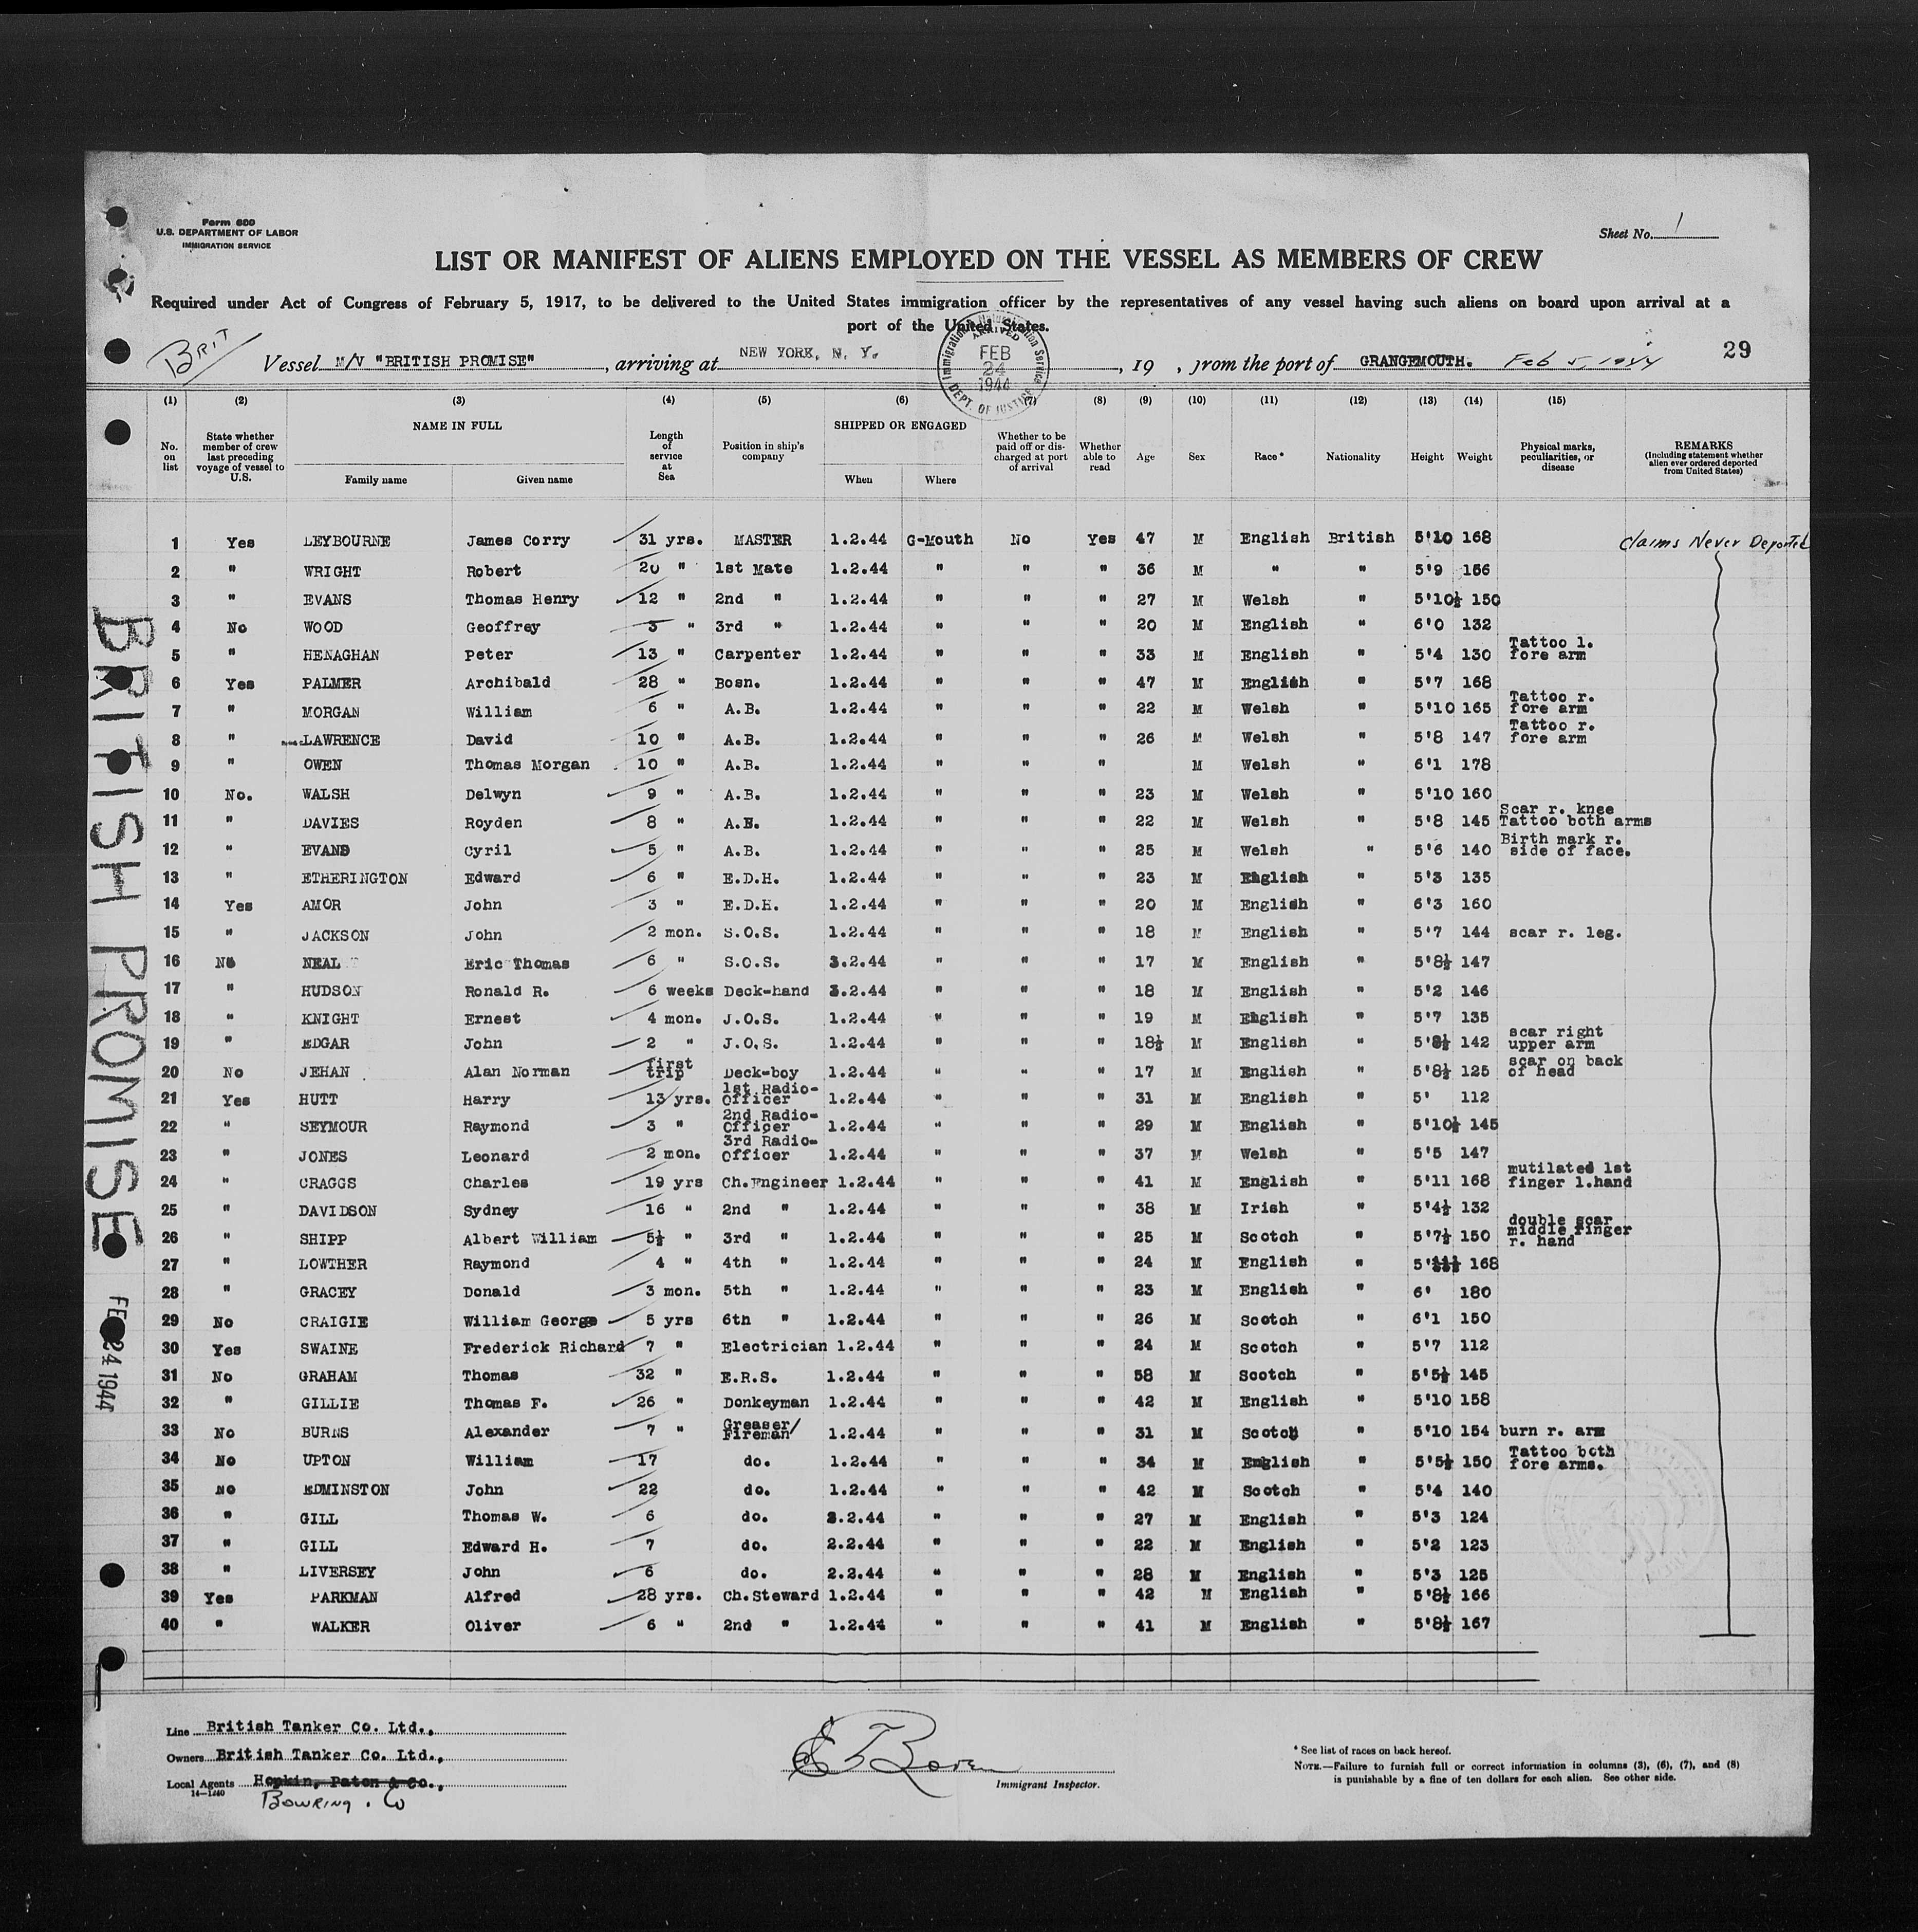 Form 680
U.S. DEPARTMENT OF LABOR
IMMIGRATION SERVICE
Sheet No. 1
LIST OR MANIFEST OF ALIENS EMPLOYED ON THE VESSEL AS MEMBERS OF CREW
Required under Act of Congress of February 5, 1917, to be delivered to the United States immigration officer by the representatives of any vessel having such aliens on board upon arrival at a
port of the United States.
BRIT
Vessel M/V "BRITISH PROMISE", arriving at NEW YORK, N. Y., 19 , from the port of GRANGEMOUTH. Feb 5, 1944
29
Immigration & Naturalization Service
ARRIVED
FEB
24
1944
DEPT. OF JUSTICE
(1) (2) (3) (4) (5) (6) (7) (8) (9) (10) (11) (12) (13) (14) (15)
No. on list
State whether member of crew last preceding voyage of vessel to U.S.
NAME IN FULL
Family name Given name
Length of service at Sea
Position in ship's company
SHIPPED OR ENGAGED
When Where
Whether to be paid off or discharged at port of arrival
Whether able to read
Age Sex Race* Nationality Height Weight
Physical marks, peculiarities, or disease
REMARKS
(Including statement whether alien ever ordered deported from United States)
1 Yes LEYBOURNE James Corry 31 yrs. MASTER 1.2.44 G-Mouth No Yes 47 M English British 5'10 168 Claims Never Deported
2 " WRIGHT Robert 20 " 1st Mate 1.2.44 " " " 36 M " " 5'9 156
3 " EVANS Thomas Henry 12 " 2nd " 1.2.44 " " " 27 M Welsh " 5'10½ 150
4 No WOOD Geoffrey 3 " 3rd " 1.2.44 " " " 20 M English " 6'0 132
5 " HENAGHAN Peter 13 " Carpenter 1.2.44 " " " 33 M English " 5'4 130 Tattoo l. fore arm
6 Yes PALMER Archibald 28 " Bosn. 1.2.44 " " " 47 M English " 5'7 168
7 " MORGAN William 6 " A.B. 1.2.44 " " " 22 M Welsh " 5'10 165 Tattoo r. fore arm
8 " LAWRENCE David 10 " A.B. 1.2.44 " " " 26 M Welsh " 5'8 147 Tattoo r. fore arm
9 " OWEN Thomas Morgan 10 " A.B. 1.2.44 " " " M Welsh " 6'1 178
10 No. WALSH Delwyn 9 " A.B. 1.2.44 " " " 23 M Welsh " 5'10 160
11 " DAVIES Royden 8 " A.B. 1.2.44 " " " 22 M Welsh " 5'8 145 Scar r. knee Tattoo both arms
12 " EVANS Cyril 5 " A.B. 1.2.44 " " " 25 M Welsh " 5'6 140 Birth mark r. side of face.
13 " ETHERINGTON Edward 6 " E.D.H. 1.2.44 " " " 23 M English " 5'3 135
14 Yes AMOR John 3 " E.D.H. 1.2.44 " " " 20 M English " 6'3 160
15 " JACKSON John 2 mon. S.O.S. 1.2.44 " " " 18 M English " 5'7 144 scar r. leg.
16 No NEAL Eric Thomas 6 " S.O.S. 3.2.44 " " " 17 M English " 5'8½ 147
17 " HUDSON Ronald R. 6 weeks Deck-hand 3.2.44 " " " 18 M English " 5'2 146
18 " KNIGHT Ernest 4 mon. J.O.S. 1.2.44 " " " 19 M English " 5'7 135
19 " EDGAR John 2 " J.O.S. 1.2.44 " " " 18½ M English " 5'8½ 142 scar right upper arm
20 No JEHAN Alan Norman first trip Deck-boy 1.2.44 " " " 17 M English " 5'8½ 125 scar on back of head
21 Yes HUTT Harry 13 yrs. 1st Radio-Officer 1.2.44 " " " 31 M English " 5' 112
22 " SEYMOUR Raymond 3 " 2nd Radio-Officer 1.2.44 " " " 29 M English " 5'10½ 145
23 " JONES Leonard 2 mon. 3rd Radio-Officer 1.2.44 " " " 37 M Welsh " 5'5 147
24 " CRAGGS Charles 19 yrs Ch.Engineer 1.2.44 " " " 41 M English " 5'11 168 mutilated 1st finger l.hand
25 " DAVIDSON Sydney 16 " 2nd " 1.2.44 " " " 38 M Irish " 5'4½ 132
26 " SHIPP Albert William 5½ " 3rd " 1.2.44 " " " 25 M Scotch " 5'7½ 150 double scar middle finger r. hand
27 " LOWTHER Raymond 4 " 4th " 1.2.44 " " " 24 M English " 5'11½ 168
28 " GRACEY Donald 3 mon. 5th " 1.2.44 " " " 23 M English " 6' 180
29 No CRAIGIE William George 5 yrs 6th " 1.2.44 " " " 26 M Scotch " 6'1 150
30 Yes SWAINE Frederick Richard 7 " Electrician 1.2.44 " " " 24 M Scotch " 5'7 112
31 No GRAHAM Thomas 32 " E.R.S. 1.2.44 " " " 58 M Scotch " 5'5½ 145
32 " GILLIE Thomas F. 26 " Donkeyman 1.2.44 " " " 42 M English " 5'10 158
33 No BURNS Alexander 7 " Greaser/Fireman 1.2.44 " " " 31 M Scotch " 5'10 154 burn r. arm
34 No UPTON William 17 do. 1.2.44 " " " 34 M English " 5'5½ 150 Tattoo both fore arms.
35 No EDMINSTON John 22 do. 1.2.44 " " " 42 M Scotch " 5'4 140
36 " GILL Thomas W. 6 do. 2.2.44 " " " 27 M English " 5'3 124
37 " GILL Edward H. 7 do. 2.2.44 " " " 22 M English " 5'2 123
38 " LIVERSEY John 6 do. 2.2.44 " " " 28 M English " 5'3 125
39 Yes PARKMAN Alfred 28 yrs. Ch.Steward 1.2.44 " " " 42 M English " 5'8½ 166
40 " WALKER Oliver 6 " 2nd " 1.2.44 " " " 41 M English " 5'8½ 167
BRITISH PROMISE FEB 24 1944
Line British Tanker Co. Ltd.,
Owners British Tanker Co. Ltd.,
Local Agents Hopkin, Paton & Co.,
14-1240
BOWRING. Co
Immigrant Inspector.
* See list of races on back hereof.
NOTE.—Failure to furnish full or correct information in columns (3), (6), (7), and (8)
is punishable by a fine of ten dollars for each alien. See other side.